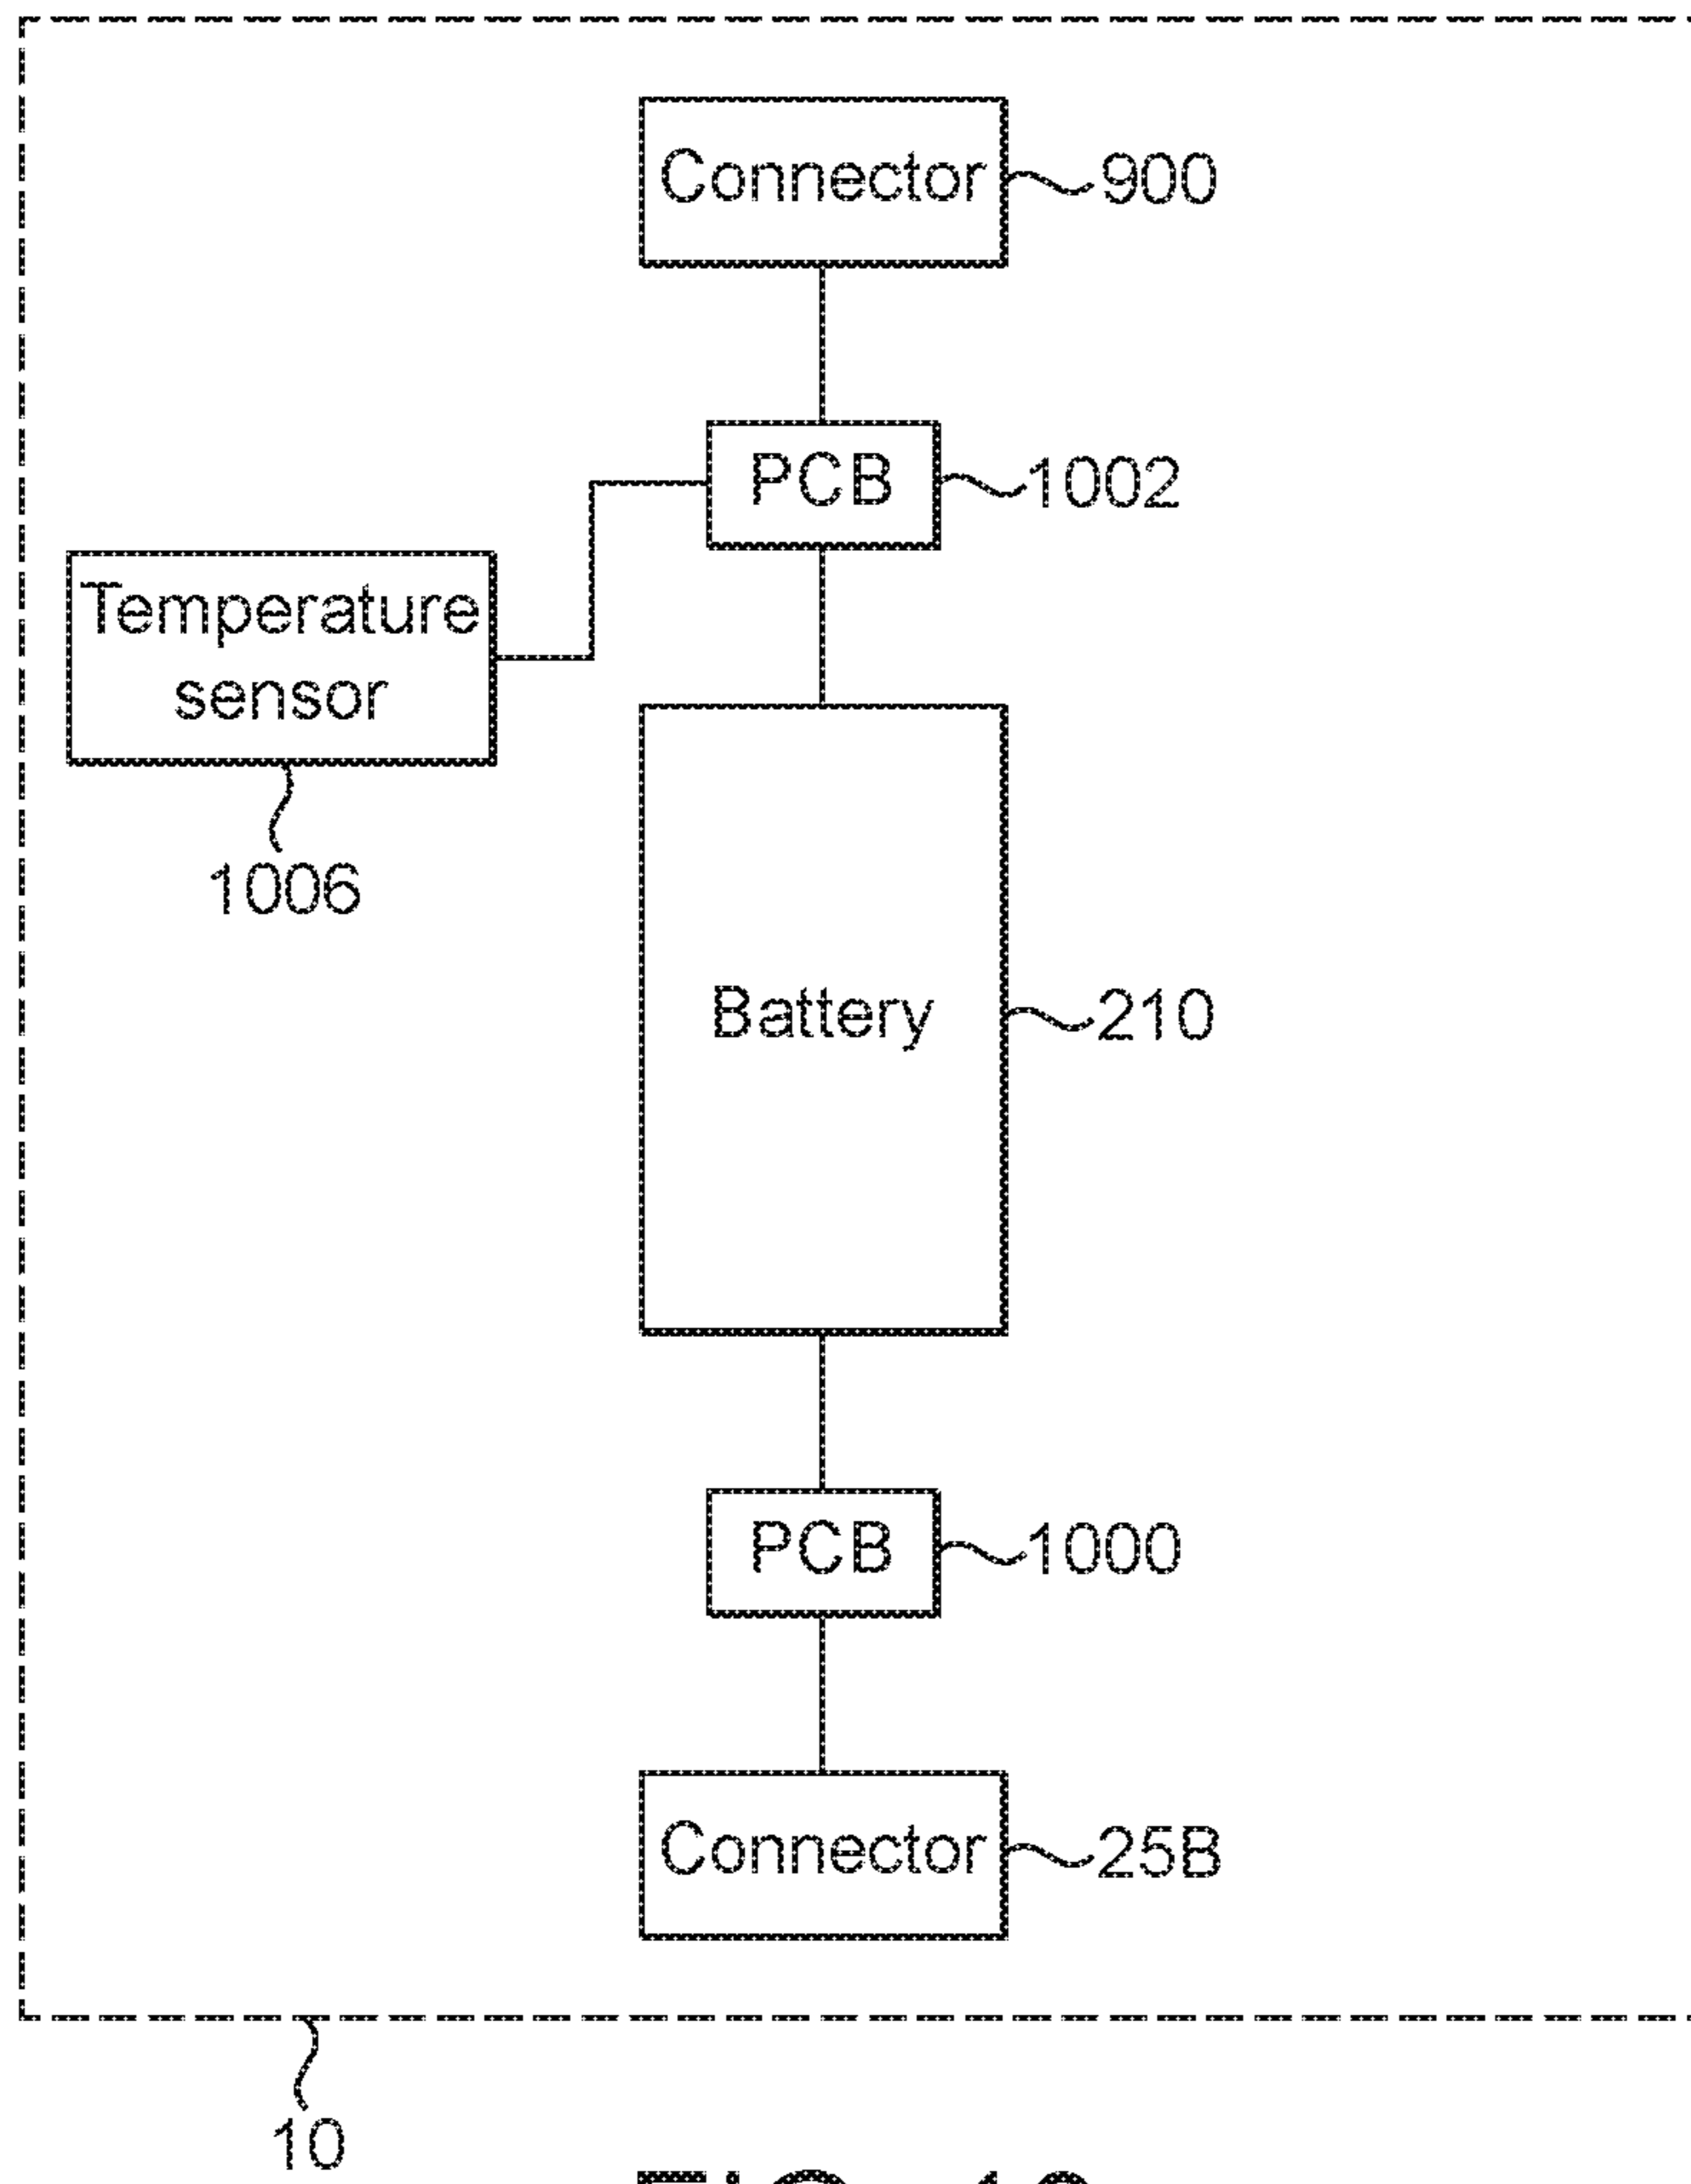 Connector
900
PCB
1002
Temperature
sensor
1006
Battery
210
PCB
1000
Connector
25B
10